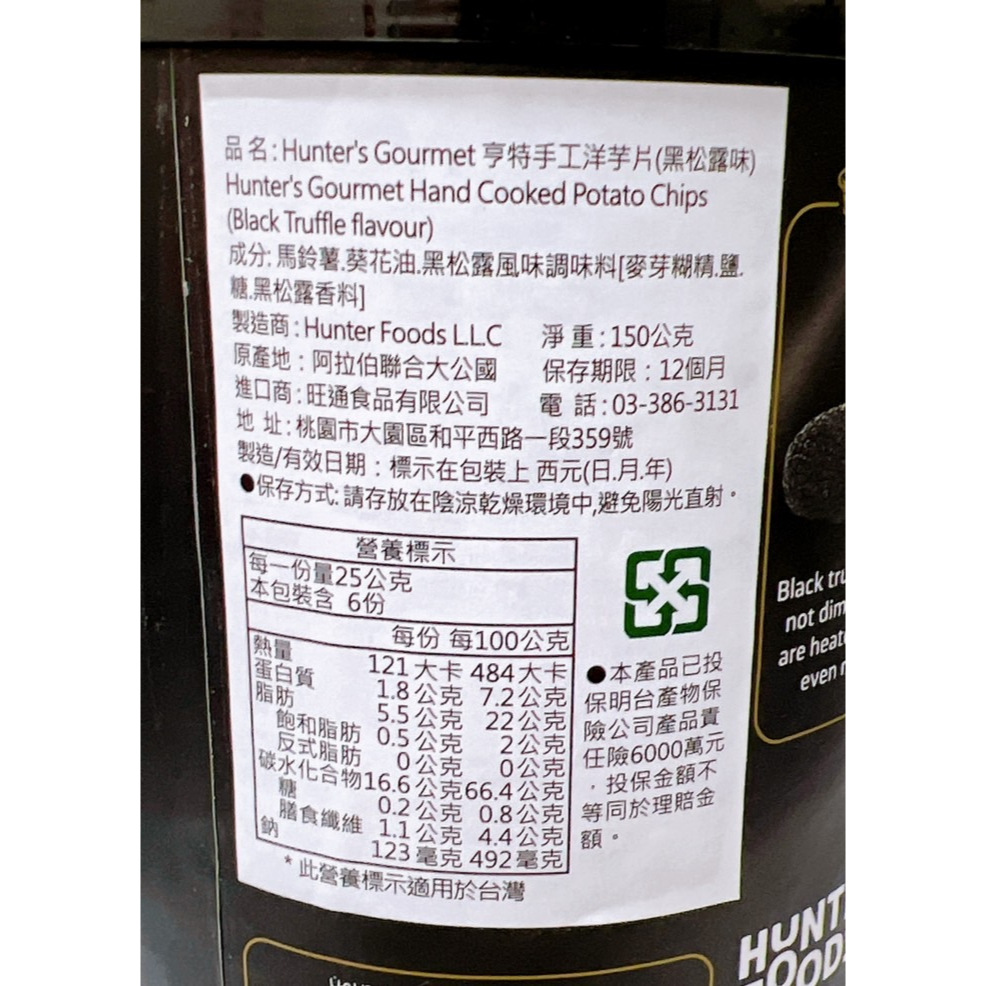 品名:Hunter's Gourmet 亨特手工洋芋片(黑松露味)
Hunter's Gourmet Hand Cooked Potato Chips
(Black Truffle flavour)
成分: 馬鈴薯.葵花油.黑松露風味調味料[麥芽糊精.鹽.
糖.黑松露香料]
製造商:Hunter Foods L.L.C 淨重:150公克
原產地:阿拉伯聯合大公國 保存期限:12個月
進口商:旺通食品有限公司 電話:03-386-3131
地址:桃園市大園區和平西路一段359號
製造/有效日期:標示在包裝上 西元(日.月.年)
●保存方式:請存放在陰涼乾燥環境中,避免陽光直射。
營養標示
每一份量25公克
本包裝含 6份
每份 每100公克
熱量 121大卡 484大卡
蛋白質 1.8公克 7.2公克
脂肪 5.5公克 22公克
飽和脂肪 0.5公克 2公克
反式脂肪 0公克 0公克
碳水化合物 16.6公克 66.4公克
糖 0.2公克 0.8公克
膳食纖維 1.1公克 4.4公克
鈉 123毫克 492毫克
*此營養標示適用於台灣
●本產品已投
保明台產物保
險公司產品責
任險6000萬元
,投保金額不
等同於理賠金
額。
Black tru
not dim
are heat
even
HUNT
FOOD